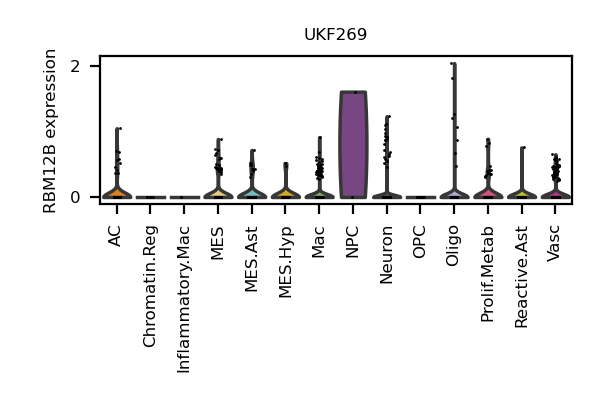 UKF269
RBM12B expression
2
0
AC
Chromatin.Reg
Inflammatory.Mac
MES
MES.Ast
MES.Hyp
Mac
NPC
Neuron
OPC
Oligo
Prolif.Metab
Reactive.Ast
Vasc